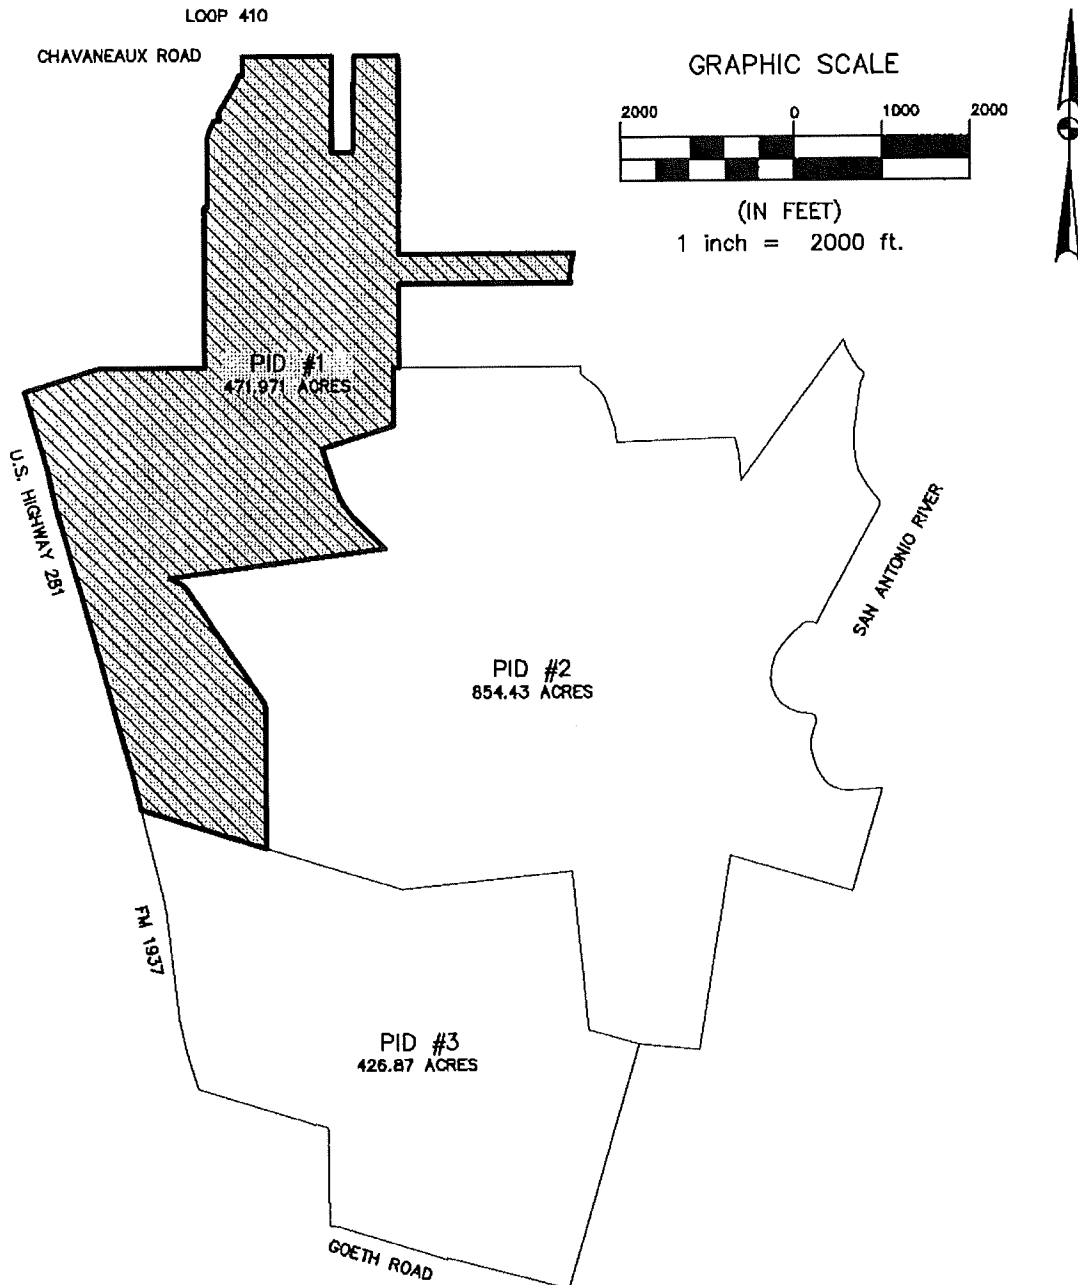 LOOP 410
CHAVANEAUX ROAD
GRAPHIC SCALE
2000 0 1000 2000
(IN FEET)
1 inch = 2000 ft.
PID #1
471.971 ACRES
U.S. HIGHWAY 281
SAN ANTONIO RIVER
PID #2
854.43 ACRES
FM 1937
PID #3
426.87 ACRES
GOETH ROAD